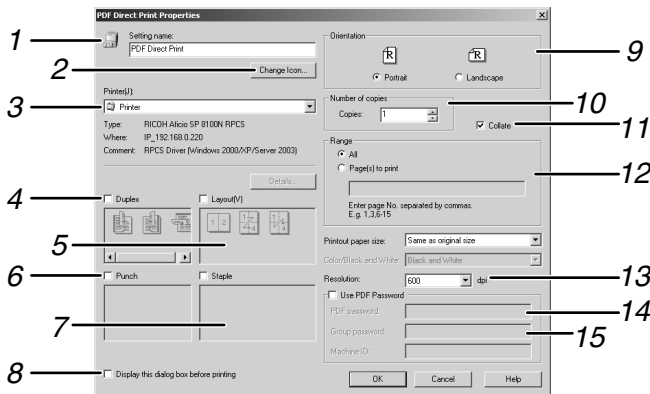 PDF Direct Print Properties
1
Setting name:
PDF Direct Print
2
Change Icon...
3
Printer(J):
Printer
Type: RICOH Aficio SP 8100N RPCS
Where: IP_192.168.0.220
Comment: RPCS Driver (Windows 2000/XP/Server 2003)
Details...
4
Duplex
Layout(V)
1 2
5
6
Punch
Staple
7
8
Display this dialog box before printing
Orientation
R
R
9
Portrait
Landscape
Number of copies
10
Copies: 1
Collate
11
Range
All
Page(s) to print
12
Enter page No. separated by commas.
E.g. 1,3,6-15
Printout paper size: Same as original size
Color/Black and White: Black and White
Resolution: 600 dpi
13
Use PDF Password
PDF password:
14
Group password:
15
Machine ID:
OK
Cancel
Help